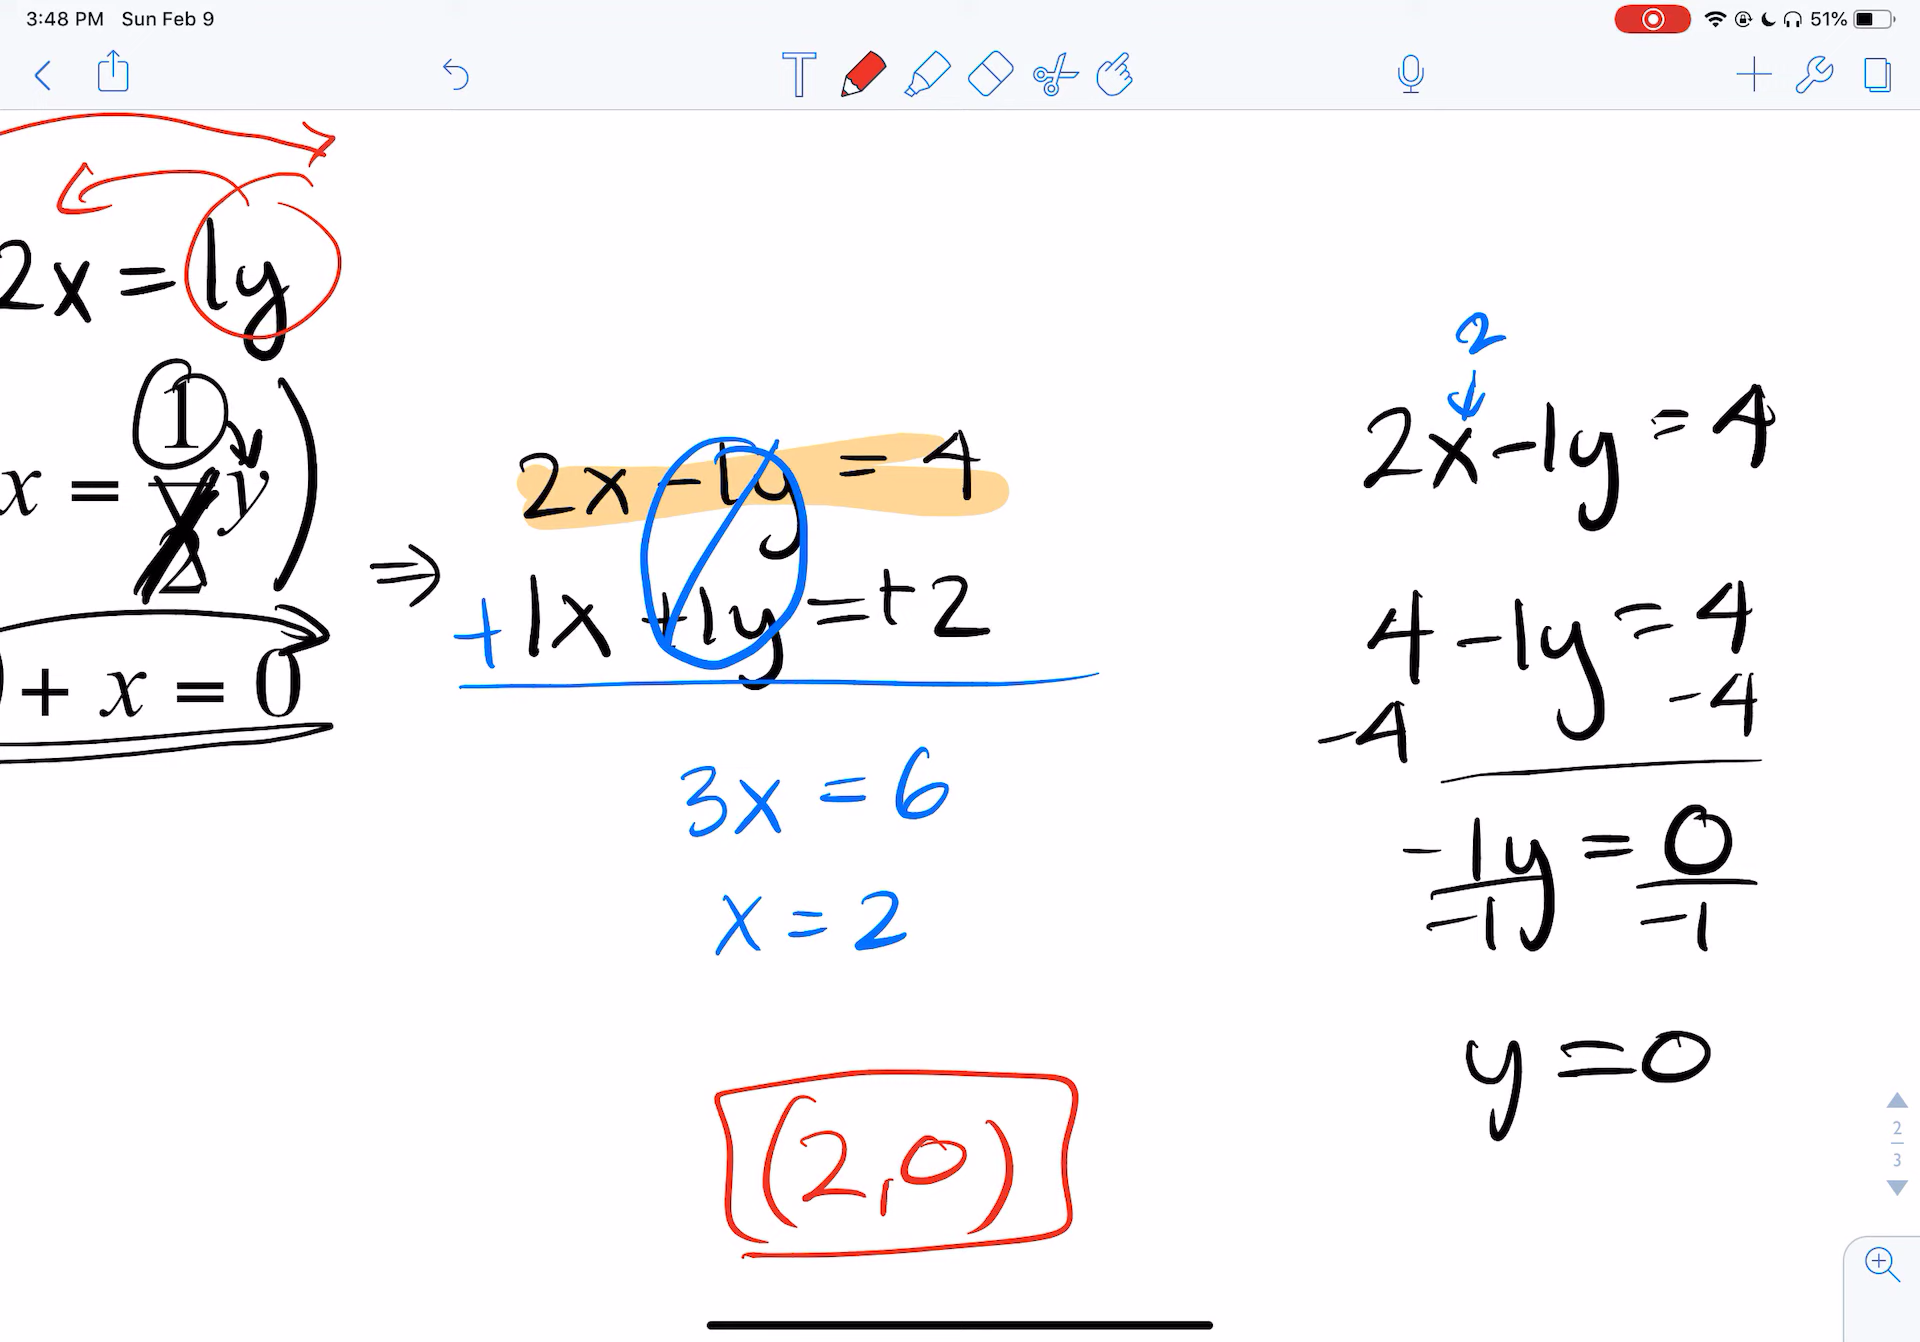 3:48 PM Sun Feb 9
51%
T
2x = 1y
1
x = y
2
+ x = 0
⇒
2x - 1y = 4
+ 1x + 1y = +2
3x = 6
x = 2
(2,0)
2
2x - 1y = 4
4 - 1y = 4
-4 -4
-1y = 0
-1 -1
y = 0
2
3